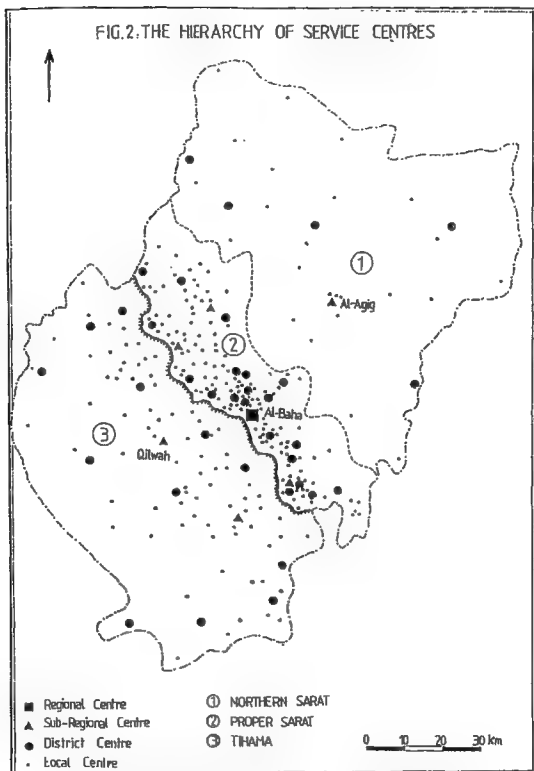 FIG.2:THE HIERARCHY OF SERVICE CENTRES
① 
Al-Agig
②
Al-Baha
③
Qilwah
Regional Centre
Sub-Regional Centre
District Centre
Local Centre
① NORTHERN SARAT
② PROPER SARAT
③ TIHAMA
0 10 20 30 km